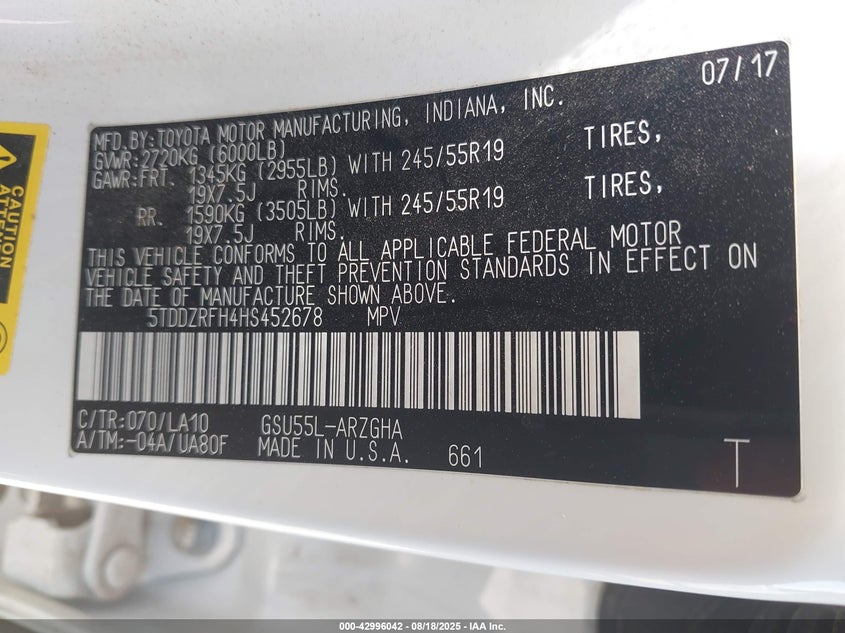 07/17
MFD.BY:TOYOTA MOTOR MANUFACTURING, INDIANA, INC.
GVWR:2720KG (6000LB)
GAWR:FRT. 1345KG (2955LB) WITH 245/55R19 TIRES,
19X7.5J RIMS.
RR. 1590KG (3505LB) WITH 245/55R19 TIRES,
19X7.5J RIMS.
THIS VEHICLE CONFORMS TO ALL APPLICABLE FEDERAL MOTOR
VEHICLE SAFETY AND THEFT PREVENTION STANDARDS IN EFFECT ON
THE DATE OF MANUFACTURE SHOWN ABOVE.
5TDDZRFH4HS452678 MPV
C/TR:070/LA10 GSU55L-ARZGHA
A/TM:-04A/UA80F MADE IN U.S.A. 661
T
CAUTION
000-42996042 | 08/18/2025 | IAA Inc.